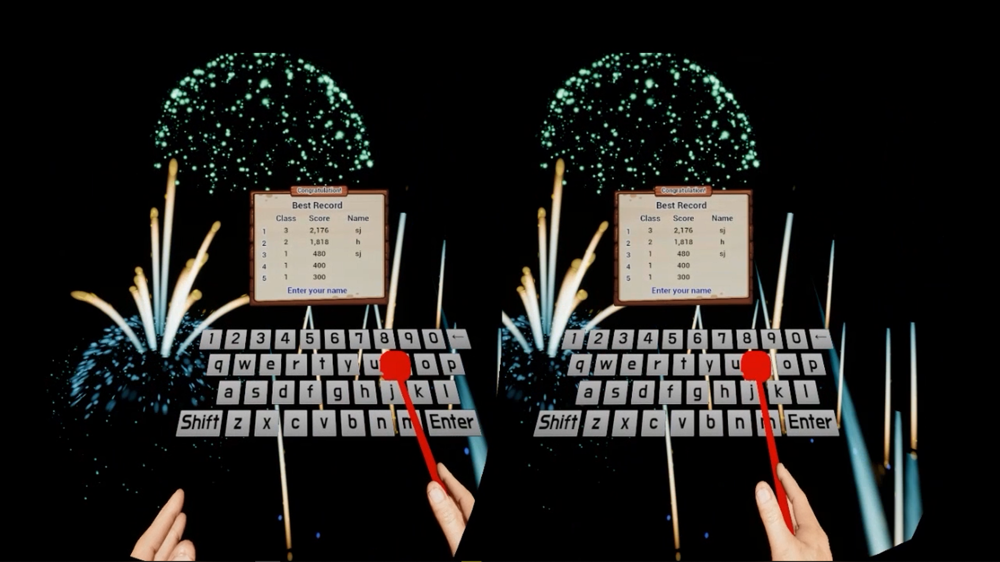 Congratulation!
Best Record
Class Score Name
1 3 2,176 sj
2 2 1,818 h
3 1 480 sj
4 1 400
5 1 300
Enter your name
1 2 3 4 5 6 7 8 9 0 ←
q w e r t y u o p
a s d f g h j k l
Shift z x c v b n m Enter
Congratulation!
Best Record
Class Score Name
1 3 2,176 sj
2 2 1,818 h
3 1 480 sj
4 1 400
5 1 300
Enter your name
1 2 3 4 5 6 7 8 9 0 ←
q w e r t y u o p
a s d f g h j k l
Shift z x c v b n m Enter